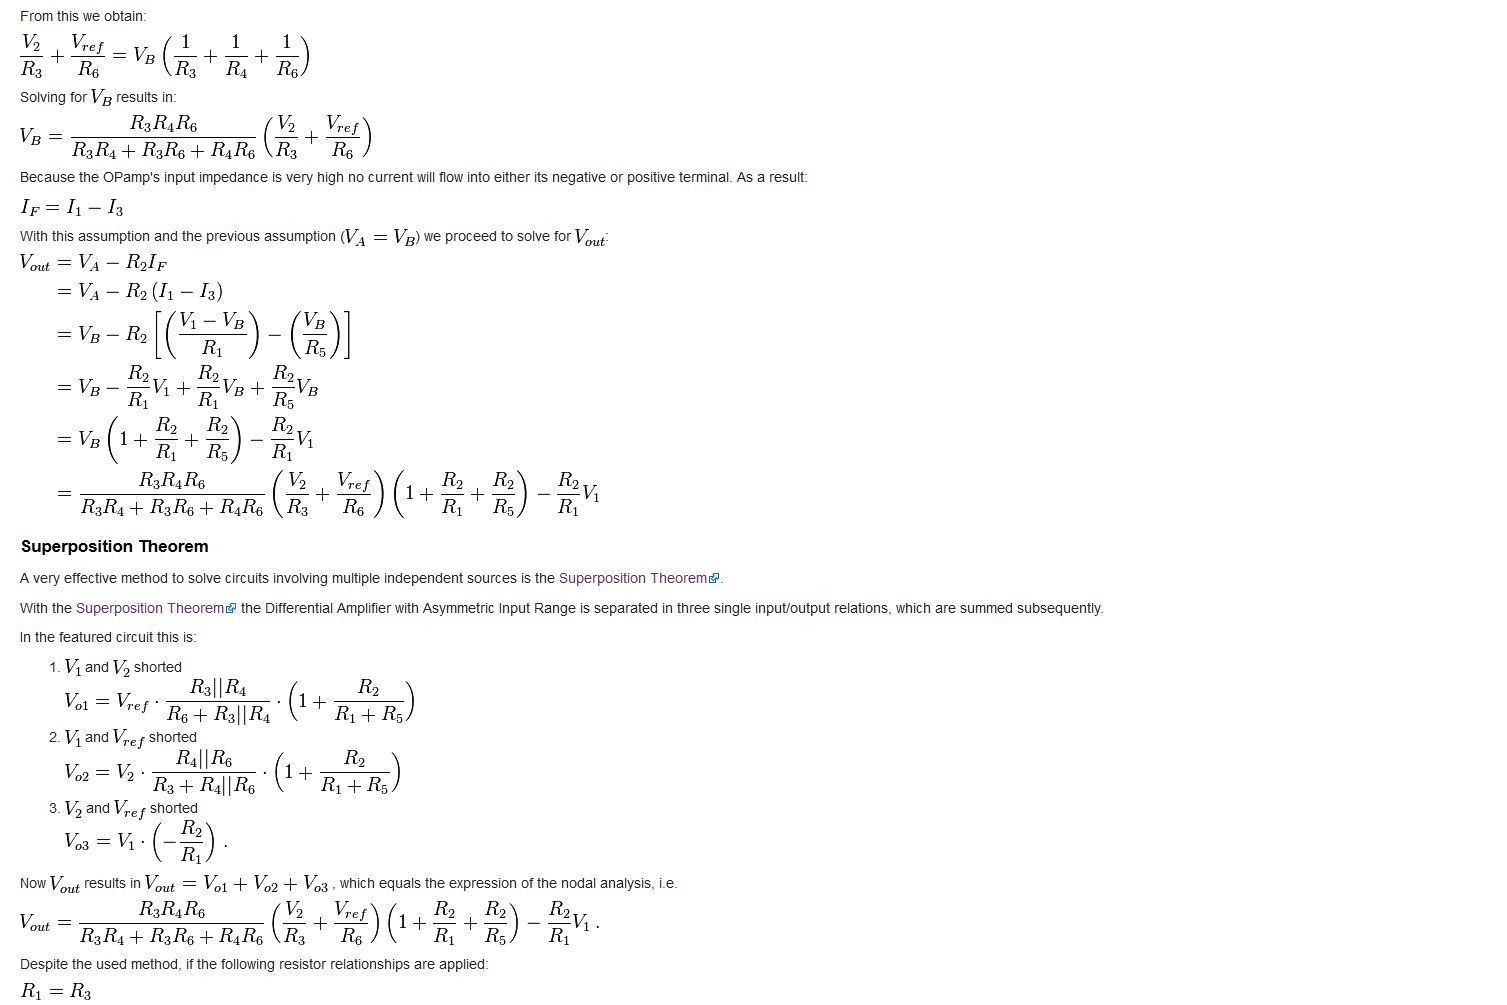 From this we obtain:
\frac{V_2}{R_3} + \frac{V_{ref}}{R_6} = V_B \left( \frac{1}{R_3} + \frac{1}{R_4} + \frac{1}{R_6} \right)
Solving for V_B results in:
V_B = \frac{R_3 R_4 R_6}{R_3 R_4 + R_3 R_6 + R_4 R_6} \left( \frac{V_2}{R_3} + \frac{V_{ref}}{R_6} \right)
Because the OPamp's input impedance is very high no current will flow into either its negative or positive terminal. As a result:
I_F = I_1 - I_3
With this assumption and the previous assumption (V_A = V_B) we proceed to solve for V_{out}:
V_{out} = V_A - R_2 I_F
= V_A - R_2 (I_1 - I_3)
= V_B - R_2 \left[ \left( \frac{V_1 - V_B}{R_1} \right) - \left( \frac{V_B}{R_5} \right) \right]
= V_B - \frac{R_2}{R_1} V_1 + \frac{R_2}{R_1} V_B + \frac{R_2}{R_5} V_B
= V_B \left( 1 + \frac{R_2}{R_1} + \frac{R_2}{R_5} \right) - \frac{R_2}{R_1} V_1
= \frac{R_3 R_4 R_6}{R_3 R_4 + R_3 R_6 + R_4 R_6} \left( \frac{V_2}{R_3} + \frac{V_{ref}}{R_6} \right) \left( 1 + \frac{R_2}{R_1} + \frac{R_2}{R_5} \right) - \frac{R_2}{R_1} V_1
Superposition Theorem
A very effective method to solve circuits involving multiple independent sources is the Superposition Theorem.
With the Superposition Theorem the Differential Amplifier with Asymmetric Input Range is separated in three single input/output relations, which are summed subsequently.
In the featured circuit this is:
1. V_1 and V_2 shorted
V_{o1} = V_{ref} \cdot \frac{R_3 || R_4}{R_6 + R_3 || R_4} \cdot \left( 1 + \frac{R_2}{R_1 + R_5} \right)
2. V_1 and V_{ref} shorted
V_{o2} = V_2 \cdot \frac{R_4 || R_6}{R_3 + R_4 || R_6} \cdot \left( 1 + \frac{R_2}{R_1 + R_5} \right)
3. V_2 and V_{ref} shorted
V_{o3} = V_1 \cdot \left( -\frac{R_2}{R_1} \right) .
Now V_{out} results in V_{out} = V_{o1} + V_{o2} + V_{o3} , which equals the expression of the nodal analysis, i.e.
V_{out} = \frac{R_3 R_4 R_6}{R_3 R_4 + R_3 R_6 + R_4 R_6} \left( \frac{V_2}{R_3} + \frac{V_{ref}}{R_6} \right) \left( 1 + \frac{R_2}{R_1} + \frac{R_2}{R_5} \right) - \frac{R_2}{R_1} V_1 .
Despite the used method, if the following resistor relationships are applied:
R_1 = R_3